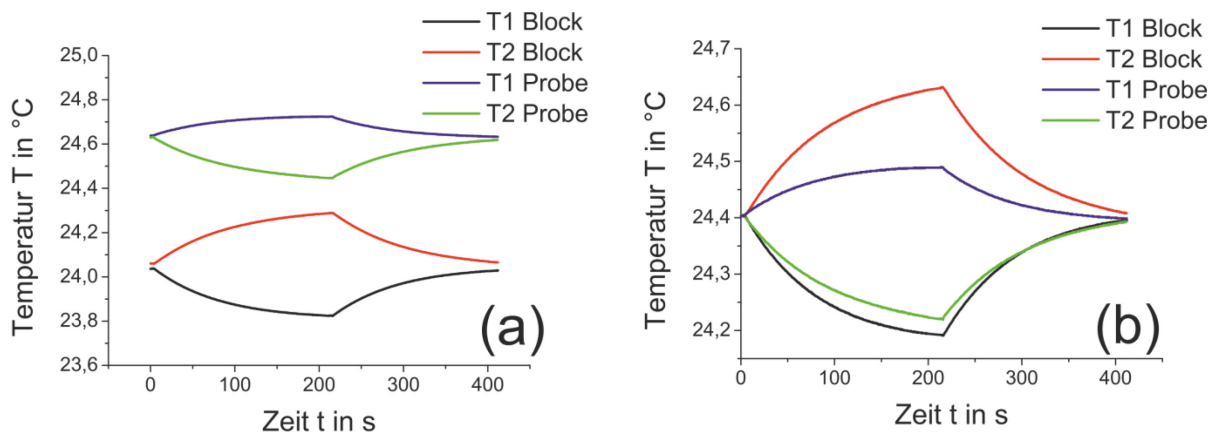 T1 Block
T2 Block
T1 Probe
T2 Probe
25,0
24,8
24,6
24,4
24,2
24,0
23,8
23,6
Temperatur T in °C
0
100
200
300
400
Zeit t in s
(a)
T1 Block
T2 Block
T1 Probe
T2 Probe
24,7
24,6
24,5
24,4
24,3
24,2
Temperatur T in °C
0
100
200
300
400
Zeit t in s
(b)